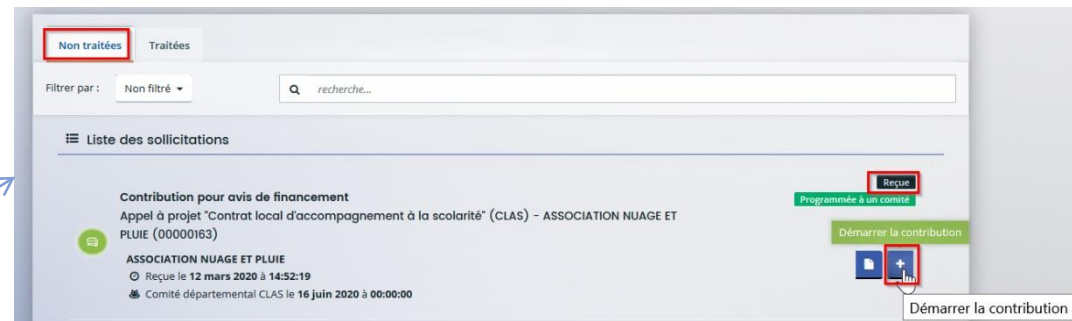 Non traitées Traitées
Filtrer par : Non filtré recherche...
Liste des sollicitations
Reçue
Contribution pour avis de financement
Programmée à un comité
Appel à projet "Contrat local d'accompagnement à la scolarité" (CLAS) – ASSOCIATION NUAGE ET
PLUIE (00000163)
Démarrer la contribution
ASSOCIATION NUAGE ET PLUIE
Reçue le 12 mars 2020 à 14:52:19
Comité départemental CLAS le 16 juin 2020 à 00:00:00
Démarrer la contribution